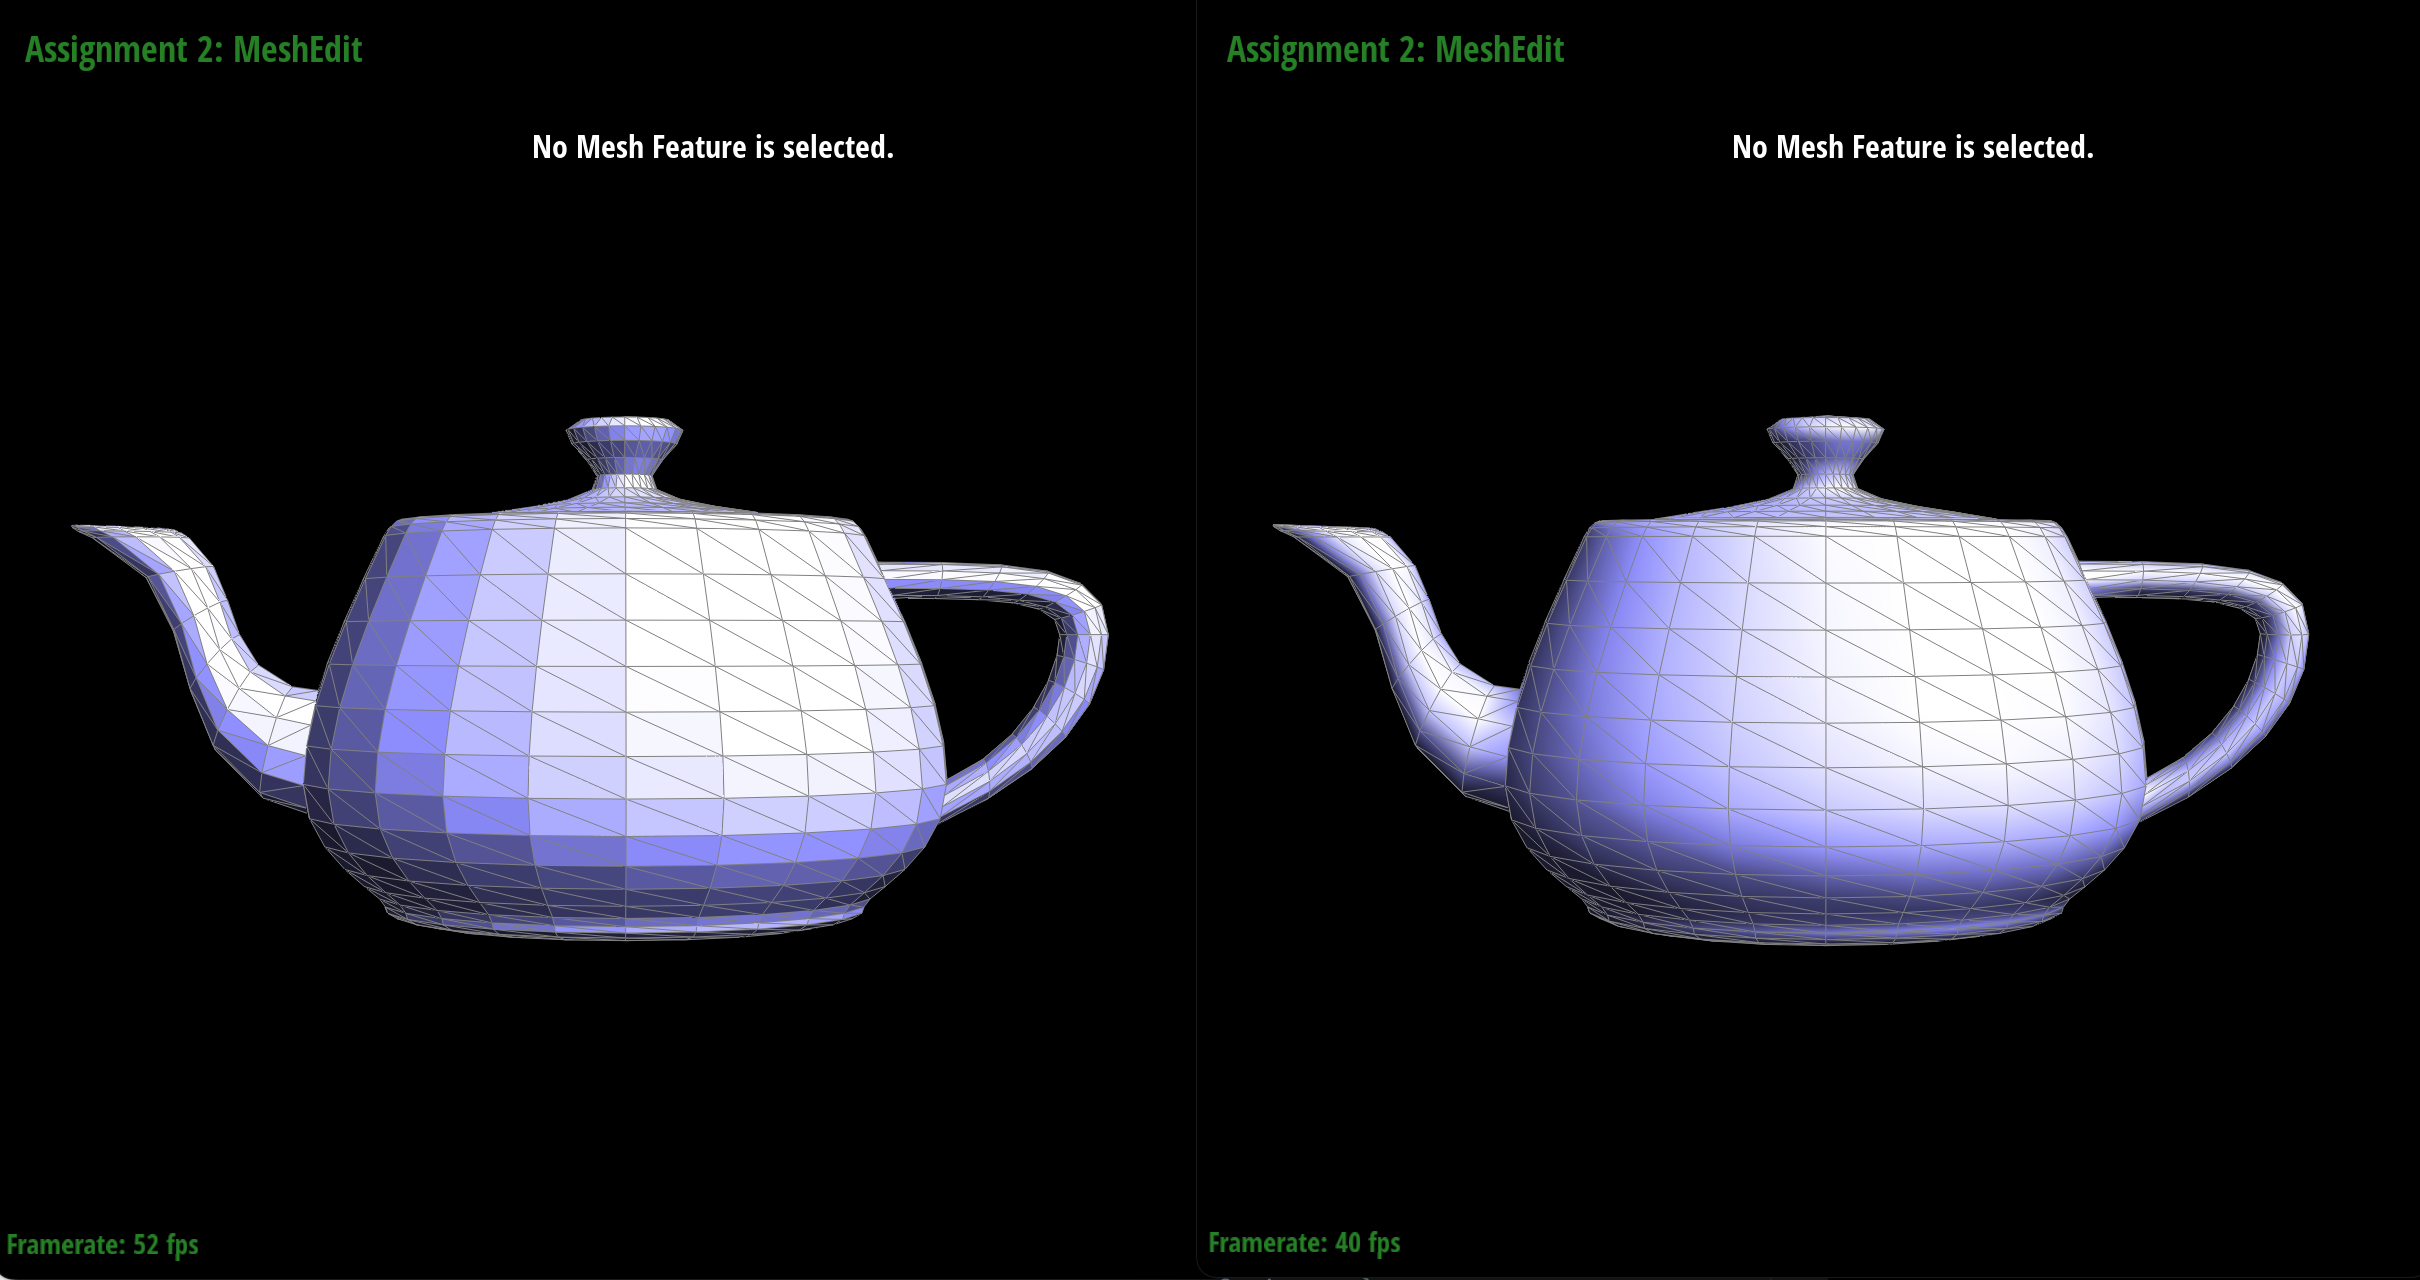 Assignment 2: MeshEdit
No Mesh Feature is selected.
Framerate: 52 fps
Assignment 2: MeshEdit
No Mesh Feature is selected.
Framerate: 40 fps